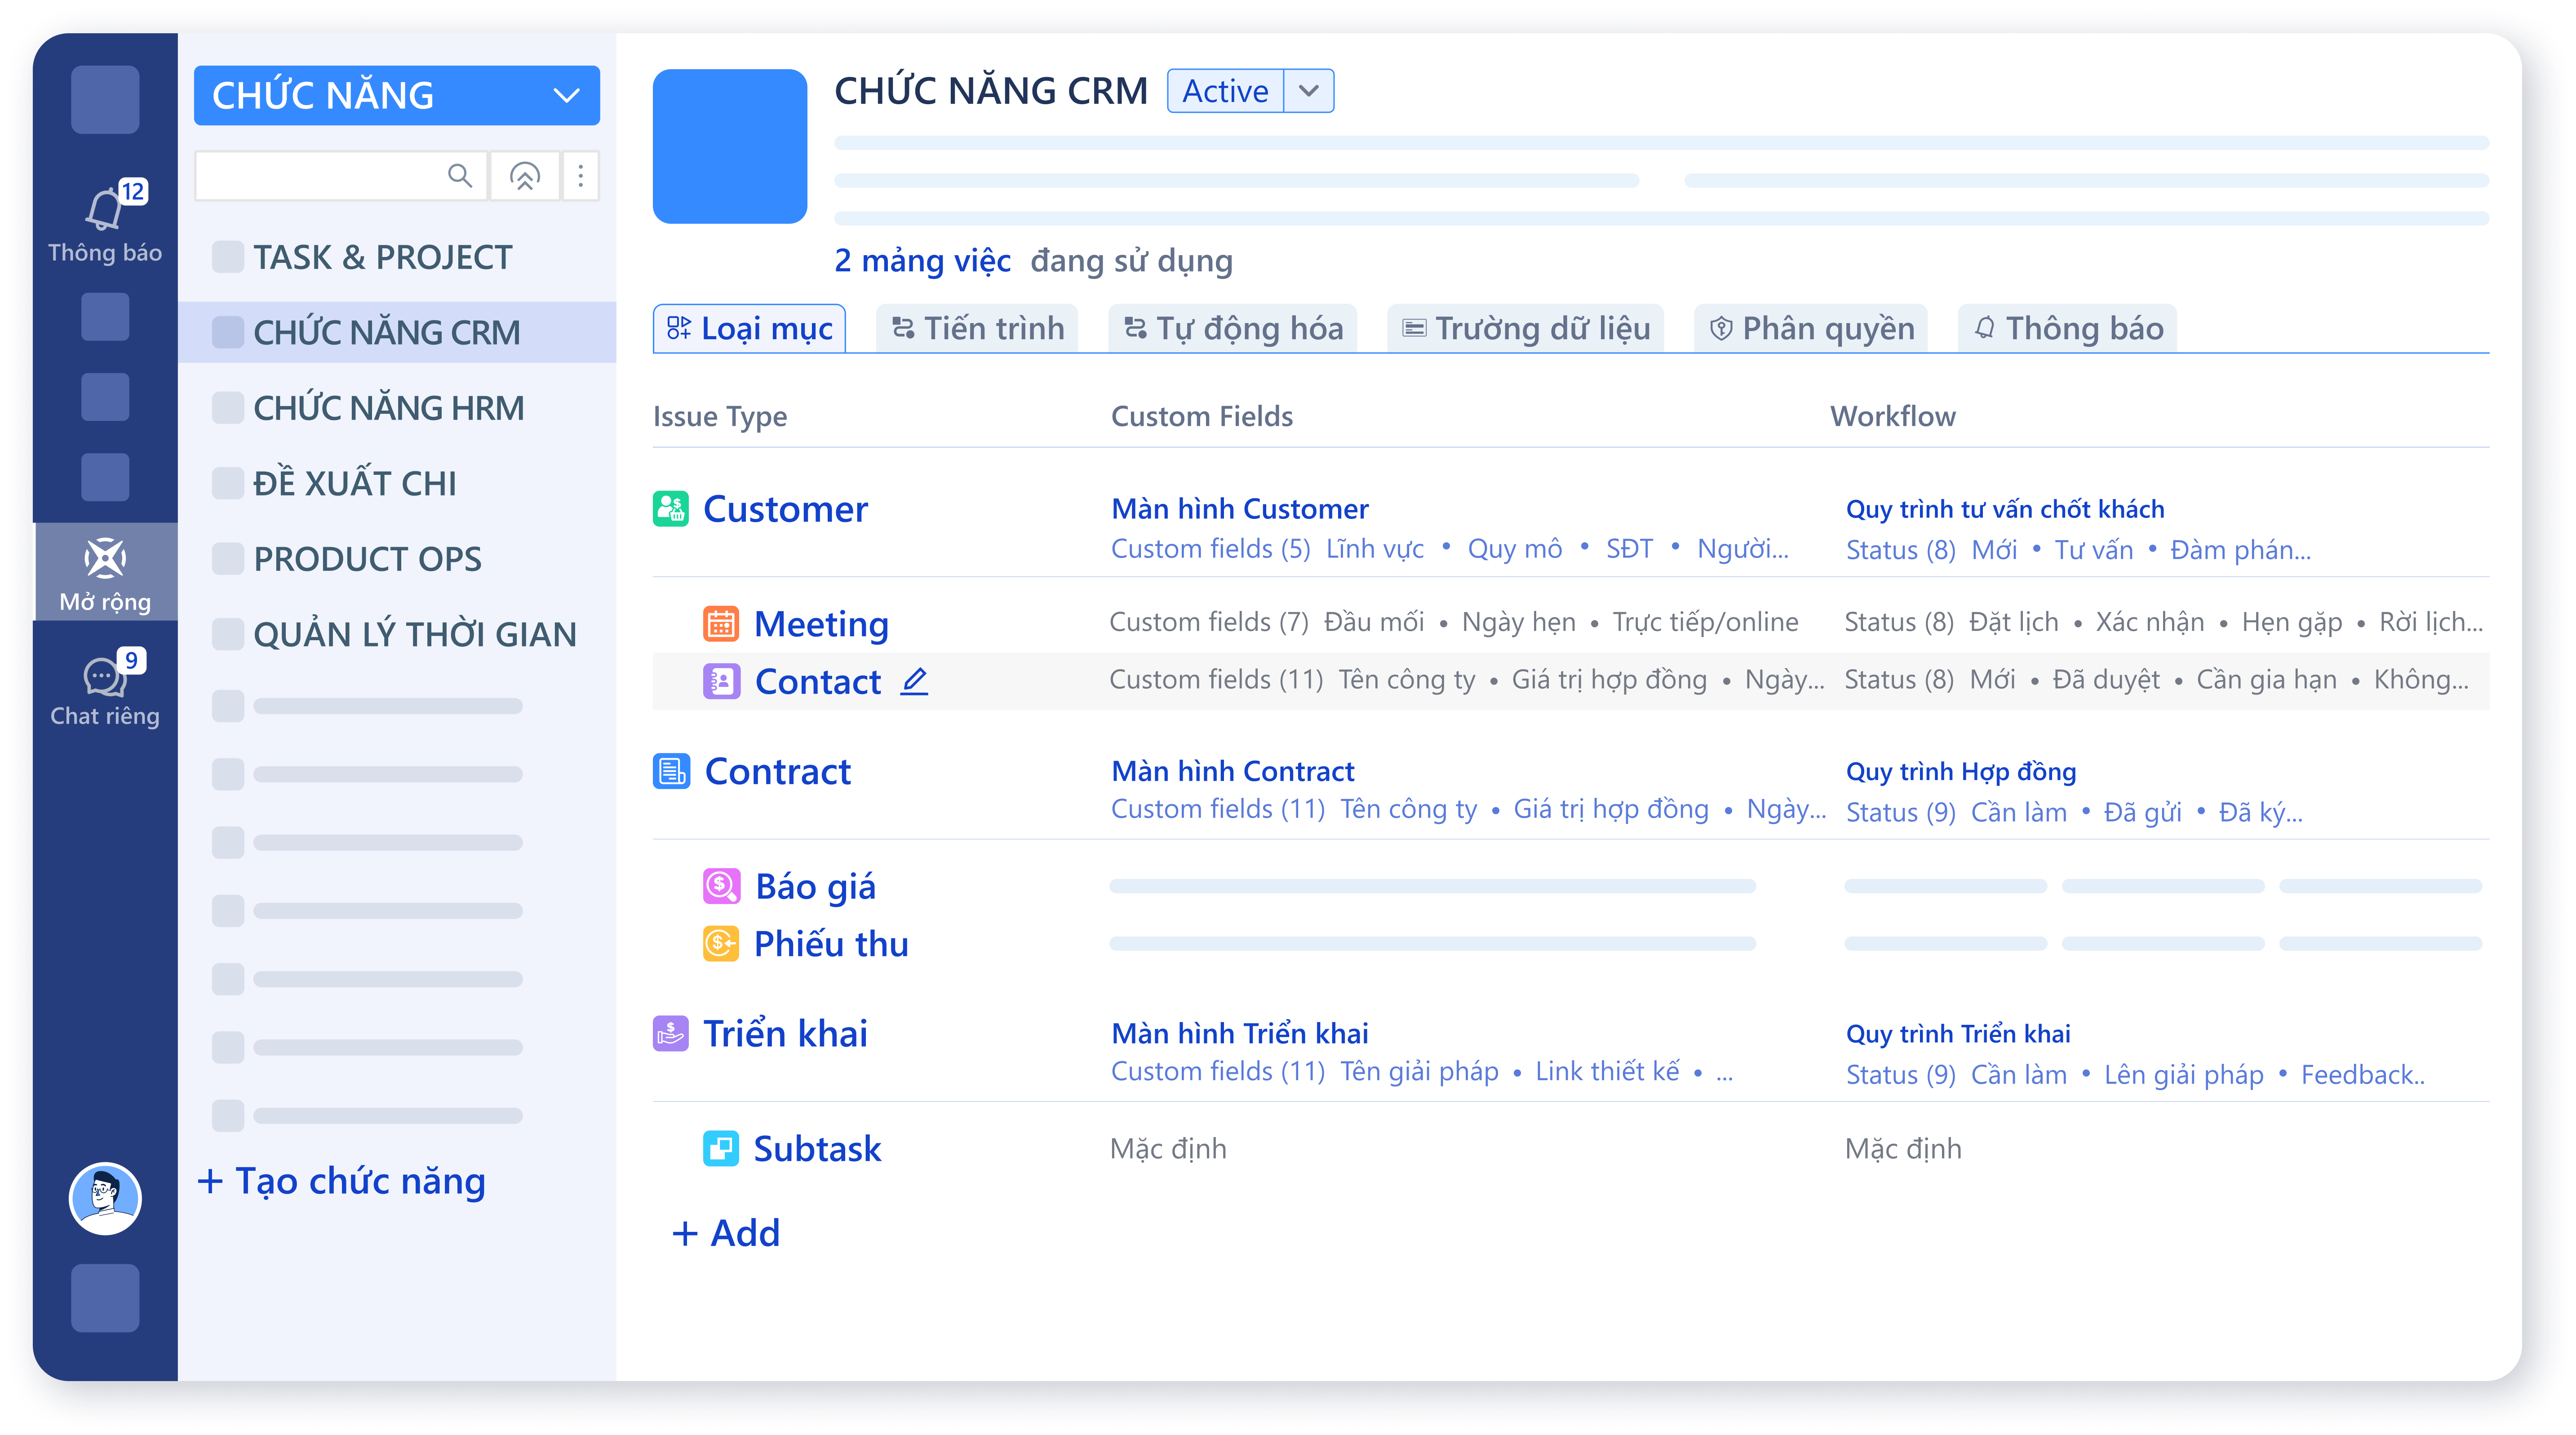 12
Thông báo
Mở rộng
9
Chat riêng
CHỨC NĂNG
TASK & PROJECT
CHỨC NĂNG CRM
CHỨC NĂNG HRM
ĐỀ XUẤT CHI
PRODUCT OPS
QUẢN LÝ THỜI GIAN
+ Tạo chức năng
CHỨC NĂNG CRM Active
2 mảng việc đang sử dụng
Loại mục Tiến trình Tự động hóa Trường dữ liệu Phân quyền Thông báo
Issue Type Custom Fields Workflow
Customer Màn hình Customer Quy trình tư vấn chốt khách
Custom fields (5) Lĩnh vực • Quy mô • SĐT • Người... Status (8) Mới • Tư vấn • Đàm phán...
Meeting Custom fields (7) Đầu mối • Ngày hẹn • Trực tiếp/online Status (8) Đặt lịch • Xác nhận • Hẹn gặp • Rời lịch...
Contact Custom fields (11) Tên công ty • Giá trị hợp đồng • Ngày... Status (8) Mới • Đã duyệt • Cần gia hạn • Không...
Contract Màn hình Contract Quy trình Hợp đồng
Custom fields (11) Tên công ty • Giá trị hợp đồng • Ngày... Status (9) Cần làm • Đã gửi • Đã ký...
Báo giá
Phiếu thu
Triển khai Màn hình Triển khai Quy trình Triển khai
Custom fields (11) Tên giải pháp • Link thiết kế • ... Status (9) Cần làm • Lên giải pháp • Feedback..
Subtask Mặc định Mặc định
+ Add